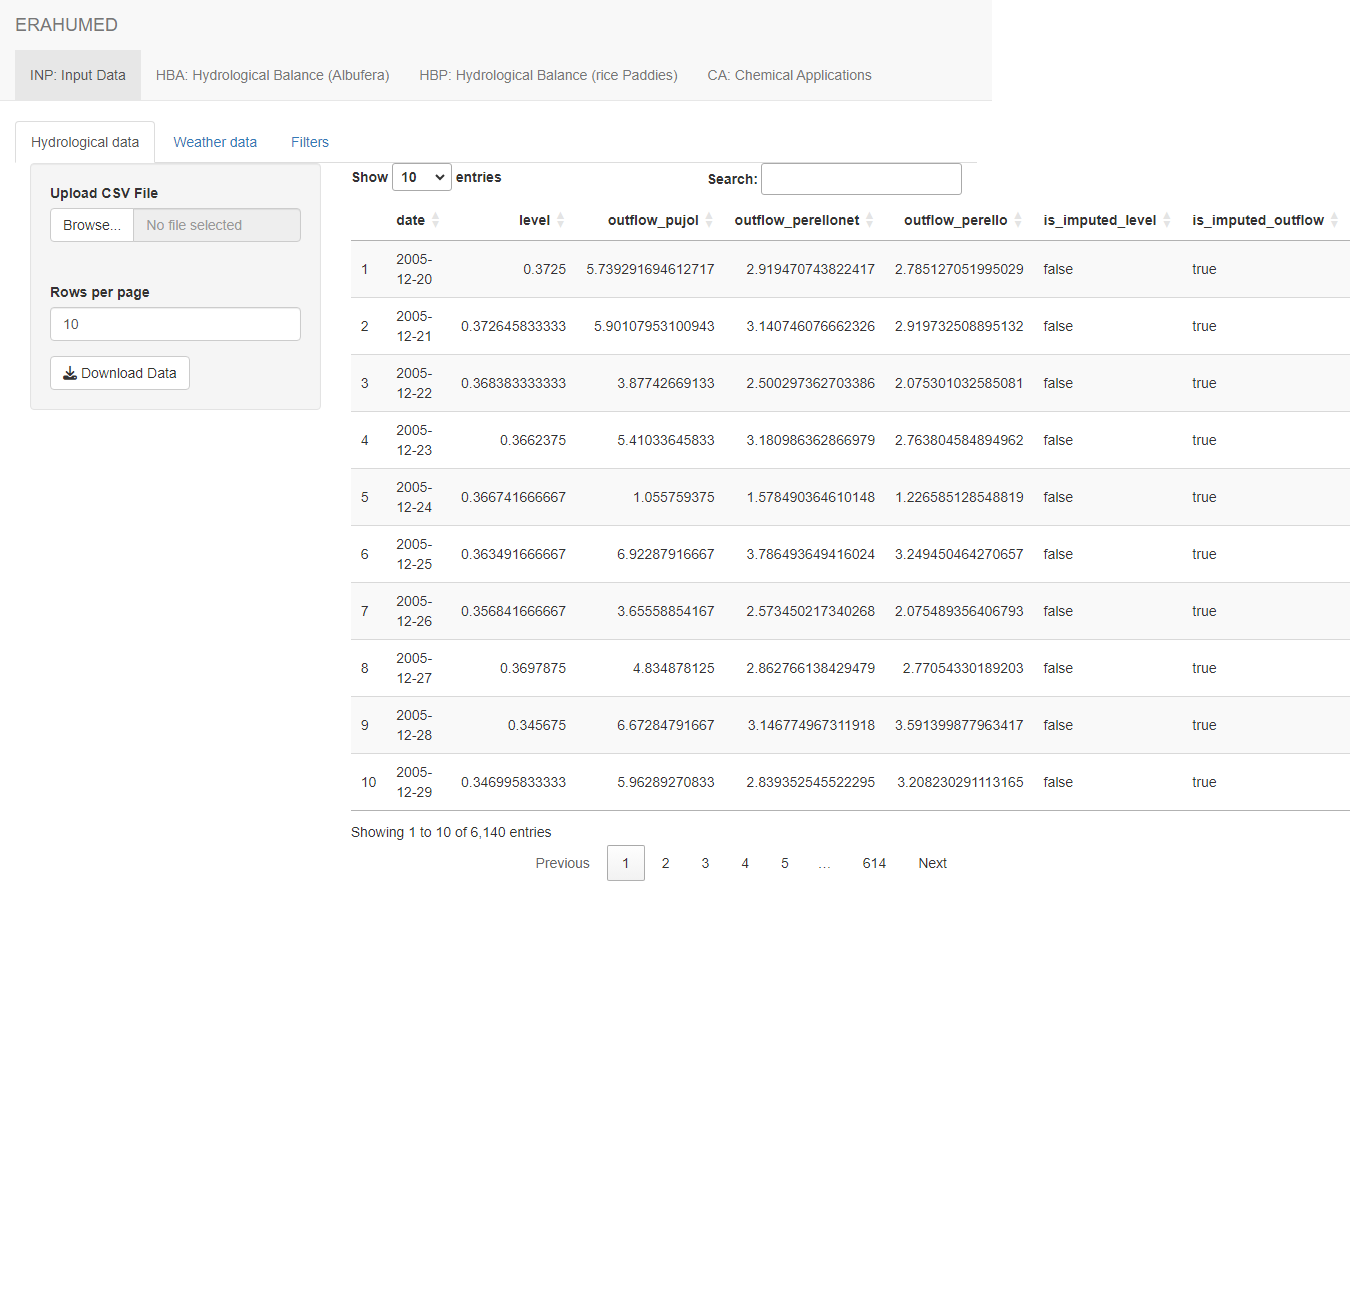 ERAHUMED
INP: Input Data HBA: Hydrological Balance (Albufera) HBP: Hydrological Balance (rice Paddies) CA: Chemical Applications
Hydrological data Weather data Filters
Upload CSV File
Browse... No file selected
Rows per page
10
Download Data
Show 10 entries Search:
date level outflow_pujol outflow_perellonet outflow_perello is_imputed_level is_imputed_outflow
1 2005-12-20 0.3725 5.739291694612717 2.919470743822417 2.785127051995029 false true
2 2005-12-21 0.372645833333 5.90107953100943 3.140746076662326 2.919732508895132 false true
3 2005-12-22 0.368383333333 3.87742669133 2.500297362703386 2.075301032585081 false true
4 2005-12-23 0.3662375 5.41033645833 3.180986362866979 2.763804584894962 false true
5 2005-12-24 0.366741666667 1.055759375 1.578490364610148 1.226585128548819 false true
6 2005-12-25 0.363491666667 6.92287916667 3.786493649416024 3.249450464270657 false true
7 2005-12-26 0.356841666667 3.65558854167 2.573450217340268 2.075489356406793 false true
8 2005-12-27 0.3697875 4.834878125 2.862766138429479 2.77054330189203 false true
9 2005-12-28 0.345675 6.67284791667 3.146774967311918 3.591399877963417 false true
10 2005-12-29 0.346995833333 5.96289270833 2.839352545522295 3.208230291113165 false true
Showing 1 to 10 of 6,140 entries
Previous 1 2 3 4 5 … 614 Next